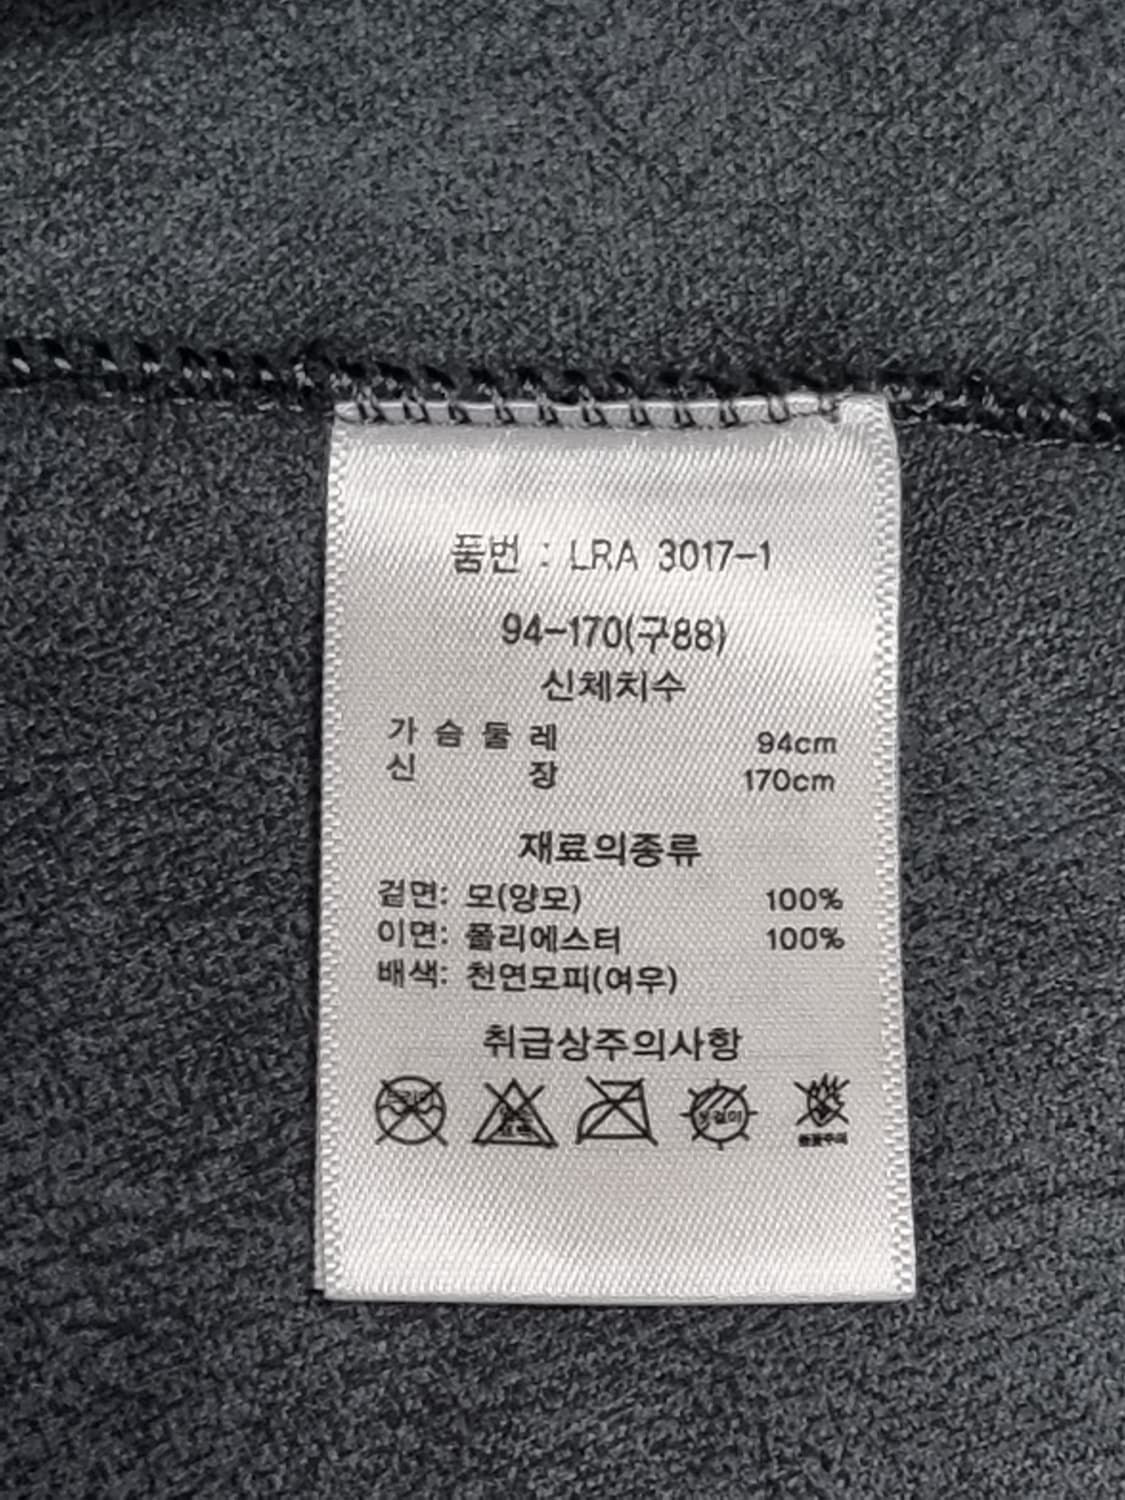 품번 : LRA 3017-1
94-170(구88)
신체치수
가슴둘레 94cm
신장 170cm
재료의종류
겉면: 모(양모) 100%
이면: 폴리에스터 100%
배색: 천연모피(여우)
취급상주의사항